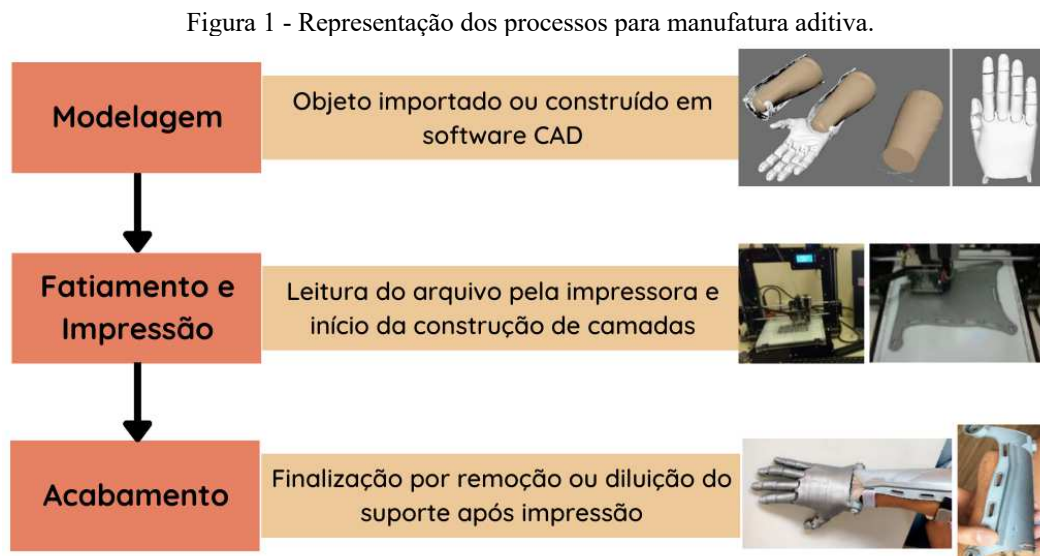 Figura 1 - Representação dos processos para manufatura aditiva.
Modelagem
Objeto importado ou construído em
software CAD
Fatiamento e
Impressão
Leitura do arquivo pela impressora e
início da construção de camadas
Acabamento
Finalização por remoção ou diluição do
suporte após impressão